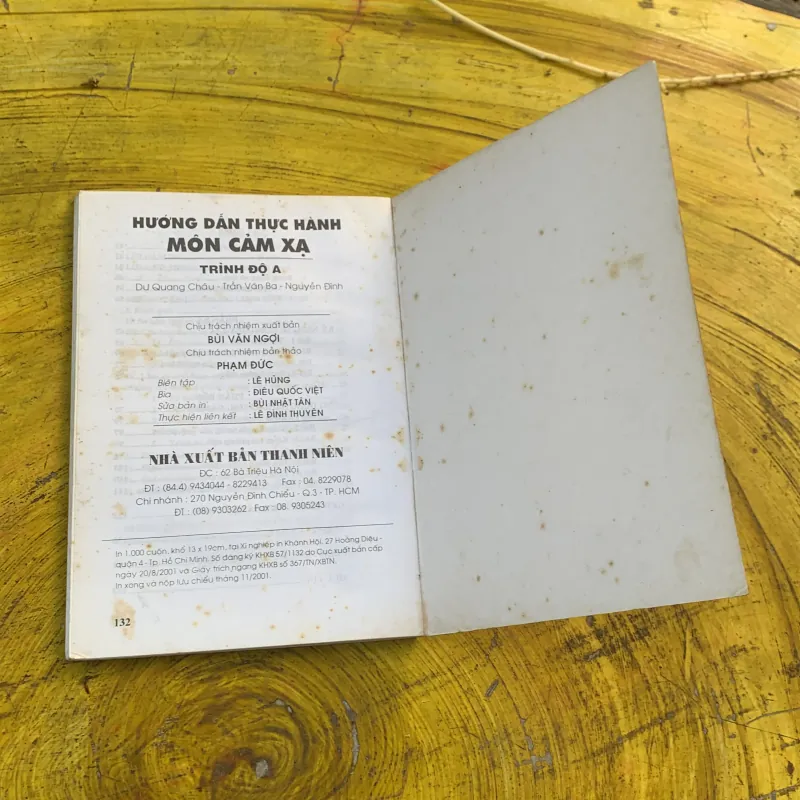 HƯỚNG DẪN THỰC HÀNH
MÔN CẢM XẠ
TRÌNH ĐỘ A
Dư Quang Châu - Trần Văn Ba - Nguyễn Đình
Chịu trách nhiệm xuất bản :
BÙI VĂN NGỢI
Chịu trách nhiệm bản thảo
PHẠM ĐỨC
Biên tập : LÊ HÙNG
Bìa : ĐIÊU QUỐC VIỆT
Sửa bản in : BÙI NHẬT TÂN
Thực hiện liên kết : LÊ ĐÌNH THUYÊN
NHÀ XUẤT BẢN THANH NIÊN
ĐC : 62 Bà Triệu Hà Nội
ĐT : (84.4) 9434044 - 8229413 Fax : 04. 8229078
Chi nhánh : 270 Nguyễn Đình Chiểu - Q.3 - TP. HCM
ĐT : (08) 9303262 , Fax : 08. 9305243
In 1.000 cuốn, khổ 13 x 19cm, tại Xí nghiệp in Khánh Hội, 27 Hoàng Diệu -
quận 4 - Tp. Hồ Chí Minh. Số đăng ký KHXB 57/1132 do Cục xuất bản cấp
ngày 20/8/2001 và Giấy trích ngang KHXB số 367/TN/XBTN.
In xong và nộp lưu chiểu tháng 11/2001.
132